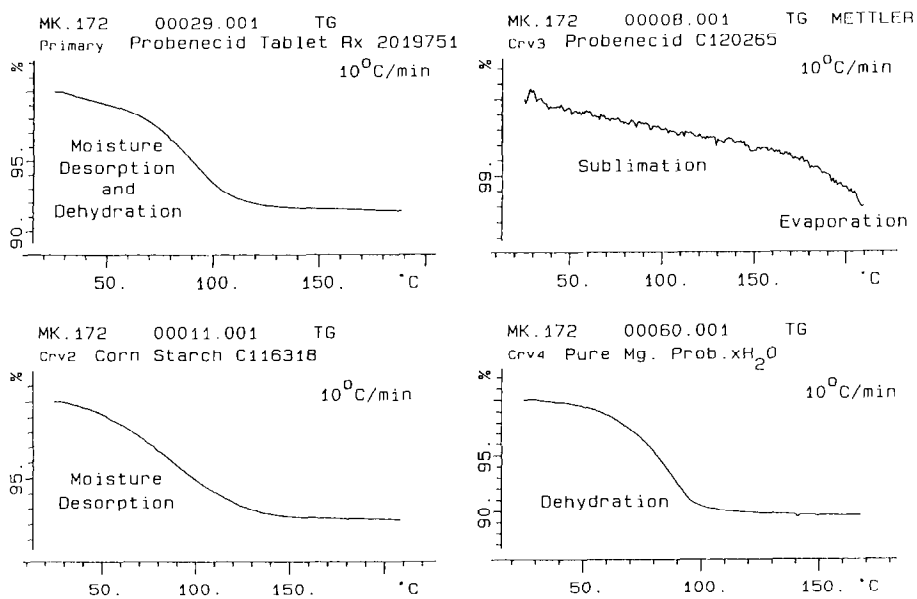 MK.172 00029.001 TG
Primary Probenecid Tablet Rx 2019751
10°C/min
%
95.
90.
Moisture
Desorption
and
Dehydration
50. 100. 150. °C
MK.172 00008.001 TG METTLER
Crv3 Probenecid C120265
10°C/min
%
99.
Sublimation
Evaporation
50. 100. 150. °C
MK.172 00011.001 TG
Crv2 Corn Starch C116318
10°C/min
%
95.
Moisture
Desorption
50. 100. 150. °C
MK.172 00060.001 TG
Crv4 Pure Mg. Prob.xH₂O
10°C/min
%
95.
90.
Dehydration
50. 100. 150. °C